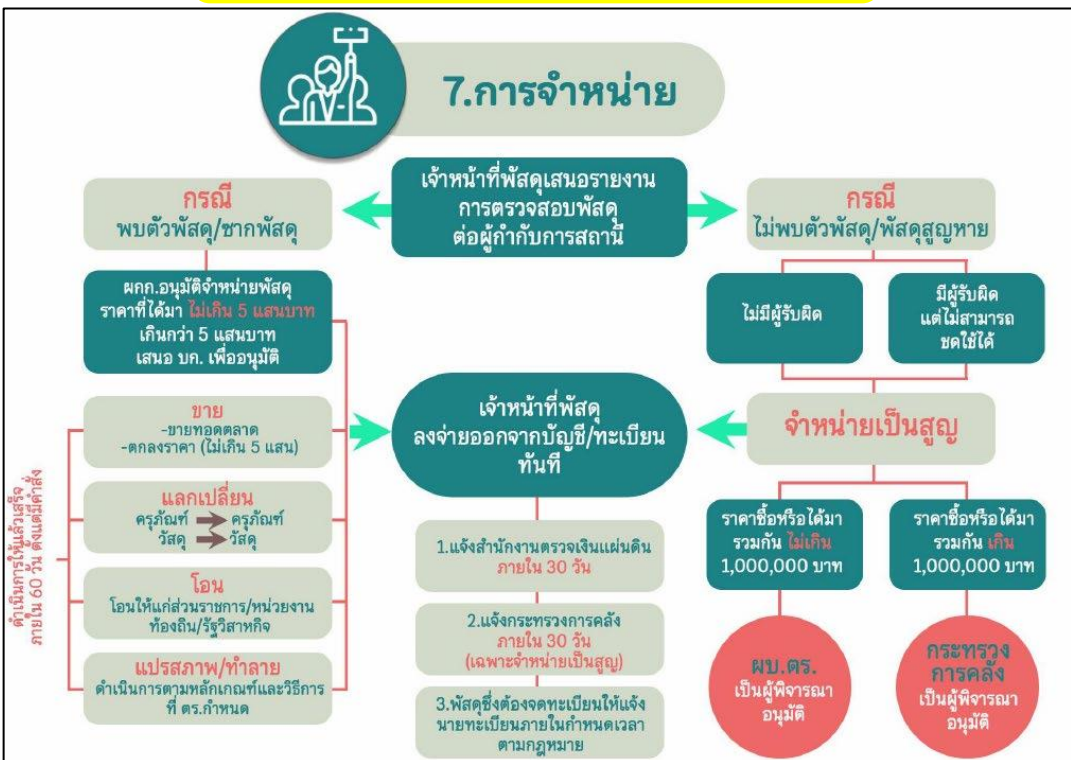 7.การจำหน่าย
เจ้าหน้าที่พัสดุเสนอรายงาน
การตรวจสอบพัสดุ
ต่อผู้กำกับการสถานี
กรณี
พบตัวพัสดุ/ซากพัสดุ
ผกก.อนุมัติจำหน่ายพัสดุ
ราคาที่ได้มา ไม่เกิน 5 แสนบาท
เกินกว่า 5 แสนบาท
เสนอ บก. เพื่ออนุมัติ
ดำเนินการให้แล้วเสร็จ
ภายใน 60 วัน ตั้งแต่มีคำสั่ง
ขาย
-ขายทอดตลาด
-ตกลงราคา (ไม่เกิน 5 แสน)
แลกเปลี่ยน
ครุภัณฑ์ ครุภัณฑ์
วัสดุ วัสดุ
โอน
โอนให้แก่ส่วนราชการ/หน่วยงาน
ท้องถิ่น/รัฐวิสาหกิจ
แปรสภาพ/ทำลาย
ดำเนินการตามหลักเกณฑ์และวิธีการ
ที่ ตร.กำหนด
เจ้าหน้าที่พัสดุ
ลงจ่ายออกจากบัญชี/ทะเบียน
ทันที
1.แจ้งสำนักงานตรวจเงินแผ่นดิน
ภายใน 30 วัน
2.แจ้งกระทรวงการคลัง
ภายใน 30 วัน
(เฉพาะจำหน่ายเป็นสูญ)
3.พัสดุซึ่งต้องจดทะเบียนให้แจ้ง
นายทะเบียนภายในกำหนดเวลา
ตามกฎหมาย
กรณี
ไม่พบตัวพัสดุ/พัสดุสูญหาย
ไม่มีผู้รับผิด
มีผู้รับผิด
แต่ไม่สามารถ
ชดใช้ได้
จำหน่ายเป็นสูญ
ราคาซื้อหรือได้มา
รวมกัน ไม่เกิน
1,000,000 บาท
ราคาซื้อหรือได้มา
รวมกัน เกิน
1,000,000 บาท
ผบ.ตร.
เป็นผู้พิจารณา
อนุมัติ
กระทรวง
การคลัง
เป็นผู้พิจารณา
อนุมัติ